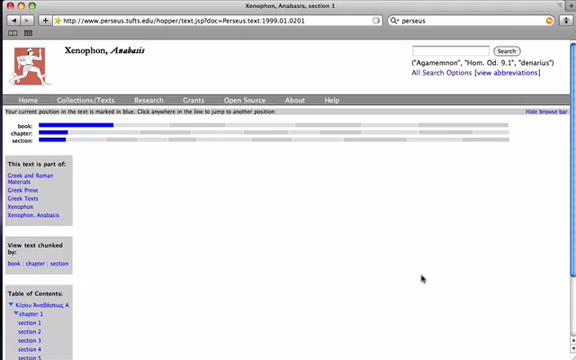 Xenophon, Anabasis, section 1
http://www.perseus.tufts.edu/hopper/text.jsp?doc=Perseus:text:1999.01.0201
perseus
Xenophon, Anabasis
Search
("Agamemnon", "Hom. Od. 9.1", "denarius")
All Search Options [view abbreviations]
Home Collections/Texts Research Grants Open Source About Help
Your current position in the text is marked in blue. Click anywhere in the line to jump to another position:
Hide browse bar
book:
chapter:
section:
This text is part of:
Greek and Roman
Materials
Greek Prose
Greek Texts
Xenophon
Xenophon, Anabasis
View text chunked
by:
book : chapter : section
Table of Contents:
Κύρου Ἀναβάσεως Α
chapter 1
section 1
section 2
section 3
section 4
section 5